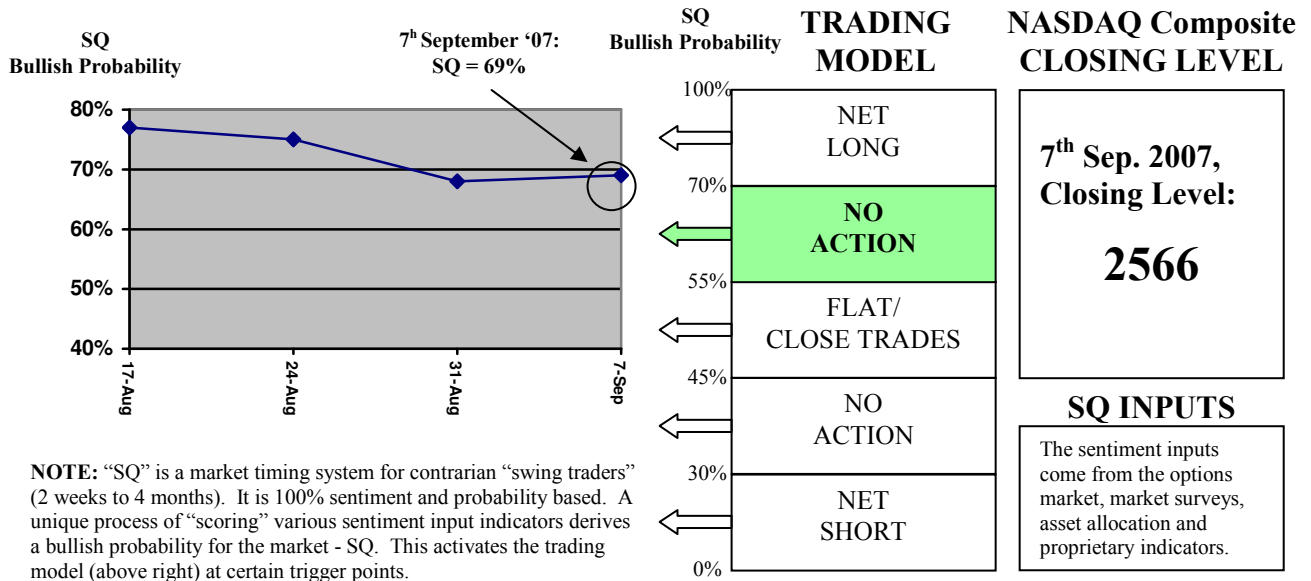 SQ
Bullish Probability
7h September ‘07:
SQ = 69%
80%
70%
60%
50%
40%
17-Aug
24-Aug
31-Aug
7-Sep
NOTE: “SQ” is a market timing system for contrarian “swing traders”
(2 weeks to 4 months). It is 100% sentiment and probability based. A
unique process of “scoring” various sentiment input indicators derives
a bullish probability for the market - SQ. This activates the trading
model (above right) at certain trigger points.
SQ
Bullish Probability
TRADING
MODEL
100%
NET
LONG
70%
NO
ACTION
55%
FLAT/
CLOSE TRADES
45%
NO
ACTION
30%
NET
SHORT
0%
NASDAQ Composite
CLOSING LEVEL
7th Sep. 2007,
Closing Level:
2566
SQ INPUTS
The sentiment inputs
come from the options
market, market surveys,
asset allocation and
proprietary indicators.